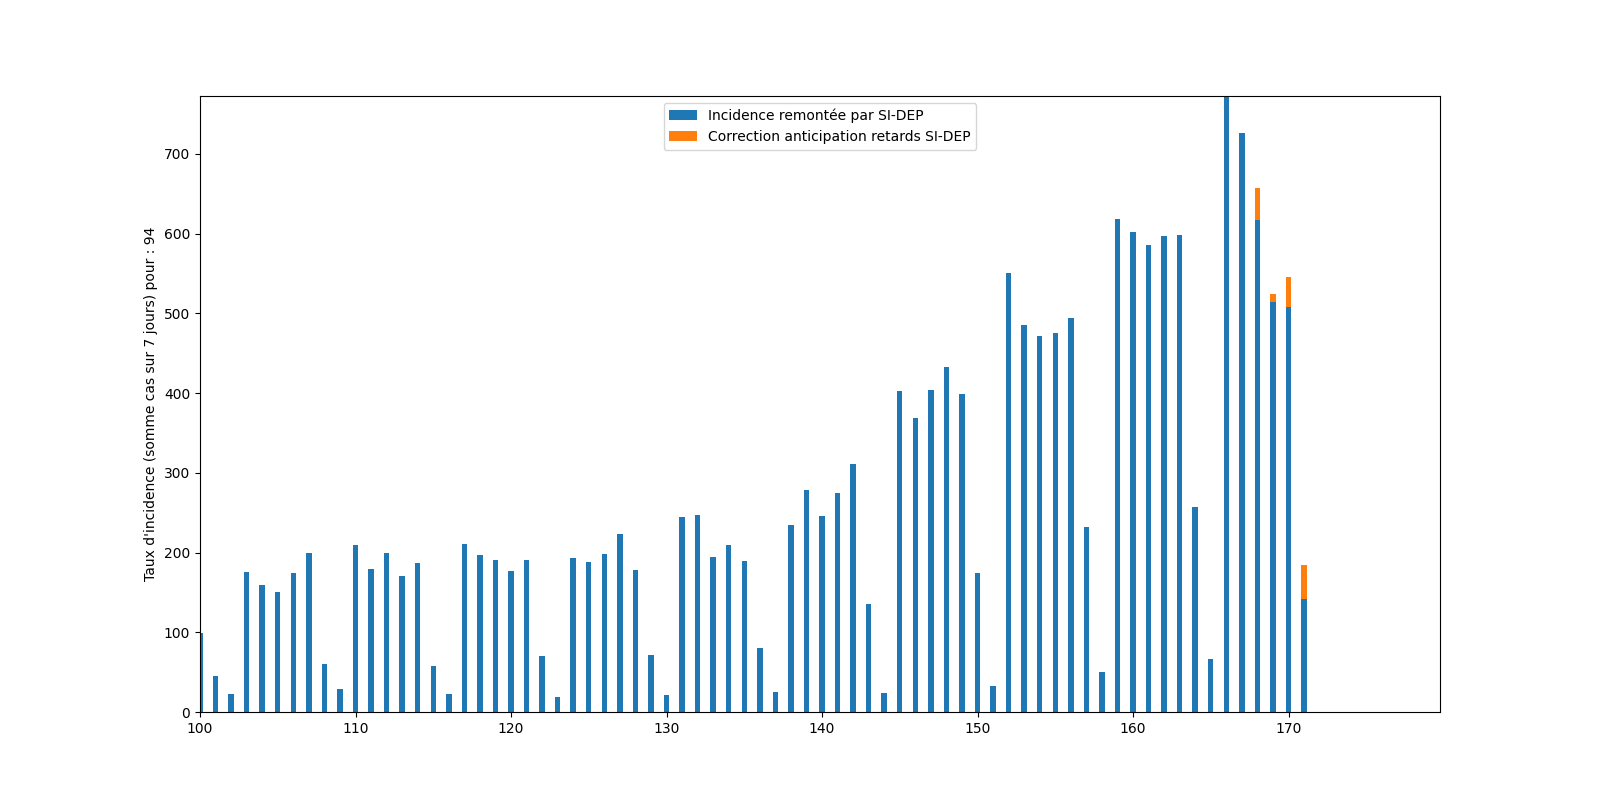 Incidence remontée par SI-DEP
Correction anticipation retards SI-DEP
Taux d'incidence (somme cas sur 7 jours) pour : 94
700
600
500
400
300
200
100
0
100 110 120 130 140 150 160 170